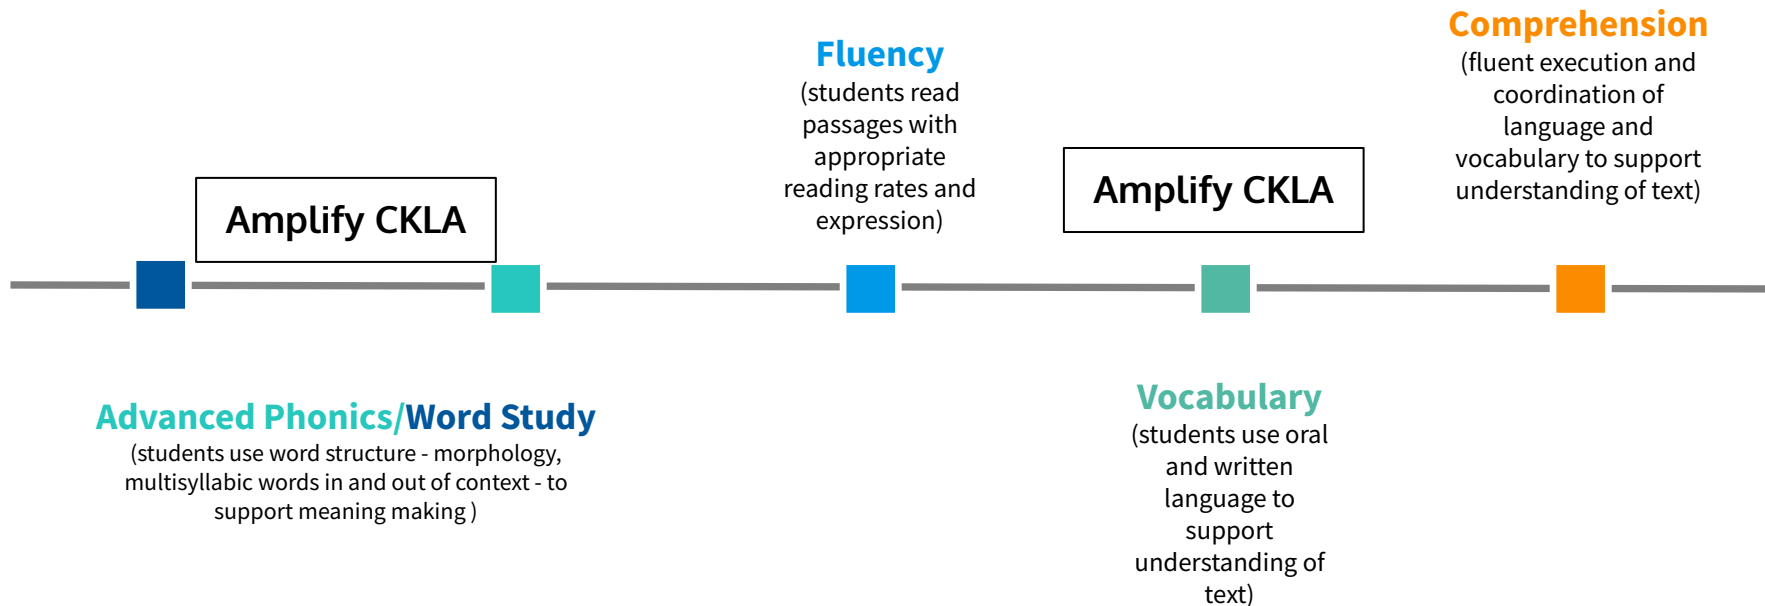 Amplify CKLA
Advanced Phonics/Word Study
(students use word structure - morphology,
multisyllabic words in and out of context - to
support meaning making )
Fluency
(students read
passages with
appropriate
reading rates and
expression)
Amplify CKLA
Vocabulary
(students use oral
and written
language to
support
understanding of
text)
Comprehension
(fluent execution and
coordination of
language and
vocabulary to support
understanding of text)